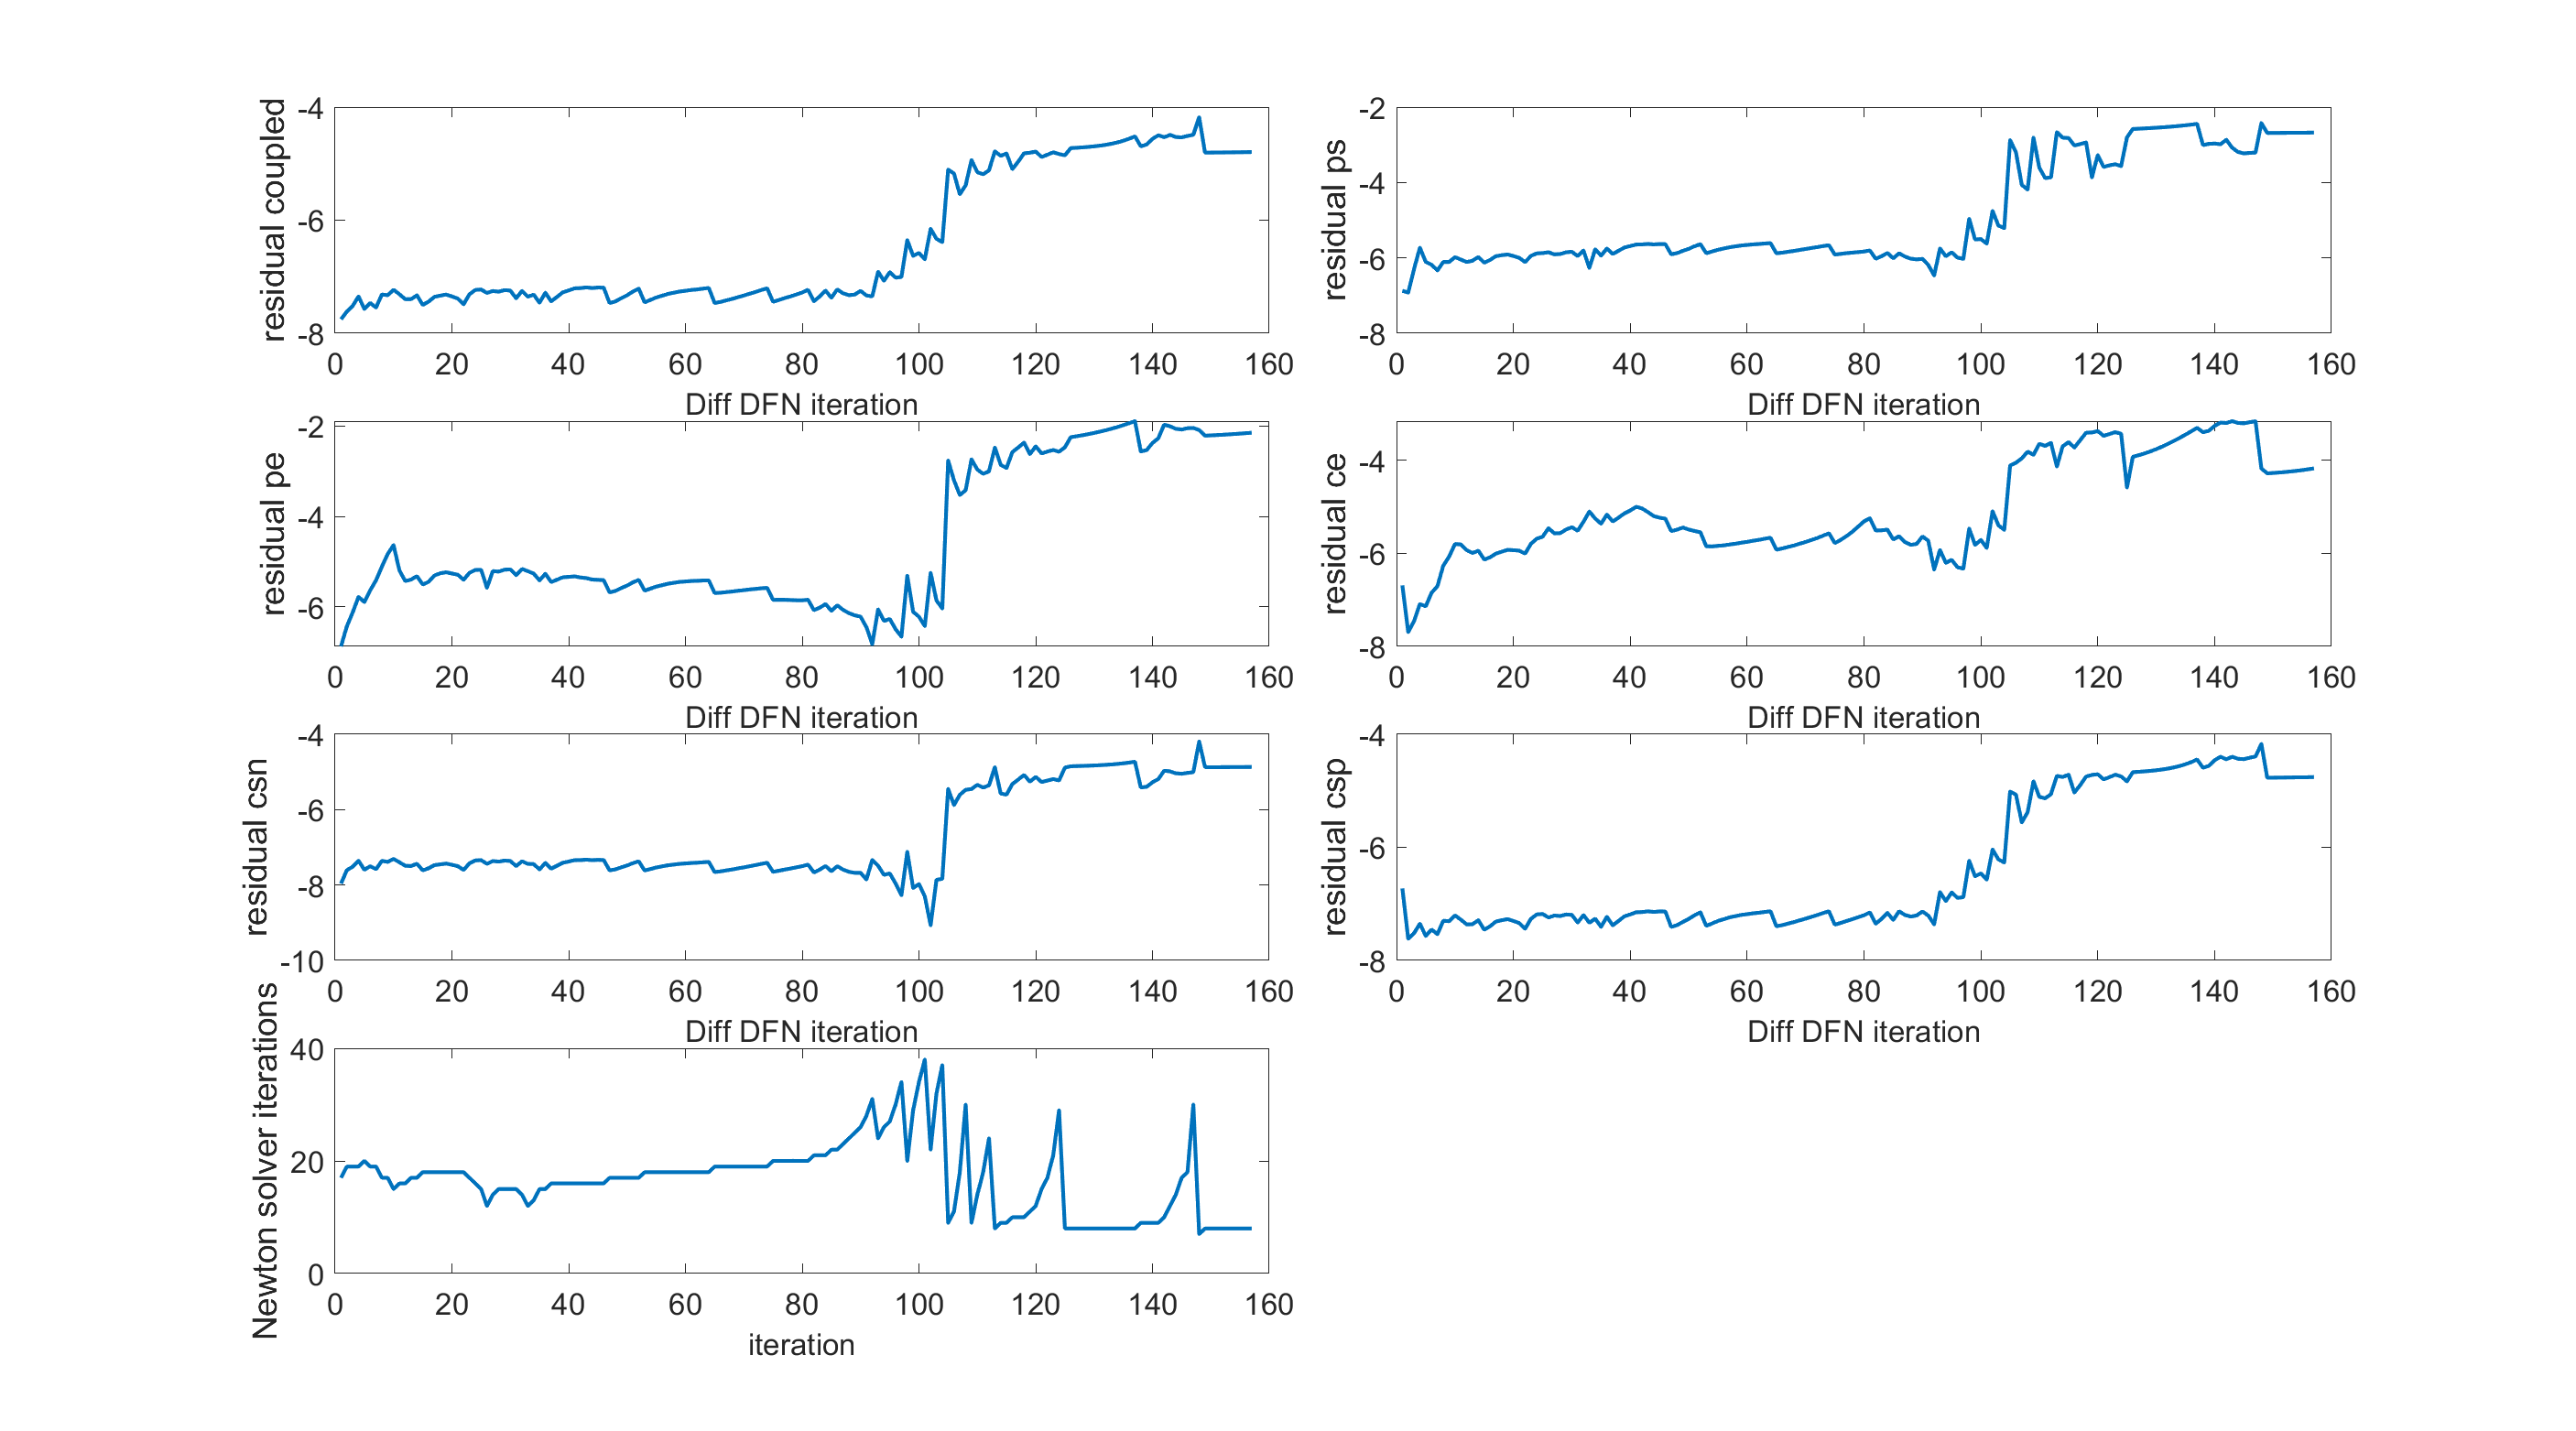 residual coupled
-4
-6
-8
0 20 40 60 80 100 120 140 160
Diff DFN iteration
residual ps
-2
-4
-6
-8
0 20 40 60 80 100 120 140 160
Diff DFN iteration
residual pe
-2
-4
-6
0 20 40 60 80 100 120 140 160
Diff DFN iteration
residual ce
-4
-6
-8
0 20 40 60 80 100 120 140 160
Diff DFN iteration
residual csn
-4
-6
-8
-10
0 20 40 60 80 100 120 140 160
Diff DFN iteration
residual csp
-4
-6
-8
0 20 40 60 80 100 120 140 160
Diff DFN iteration
Newton solver iterations
40
20
0
0 20 40 60 80 100 120 140 160
iteration